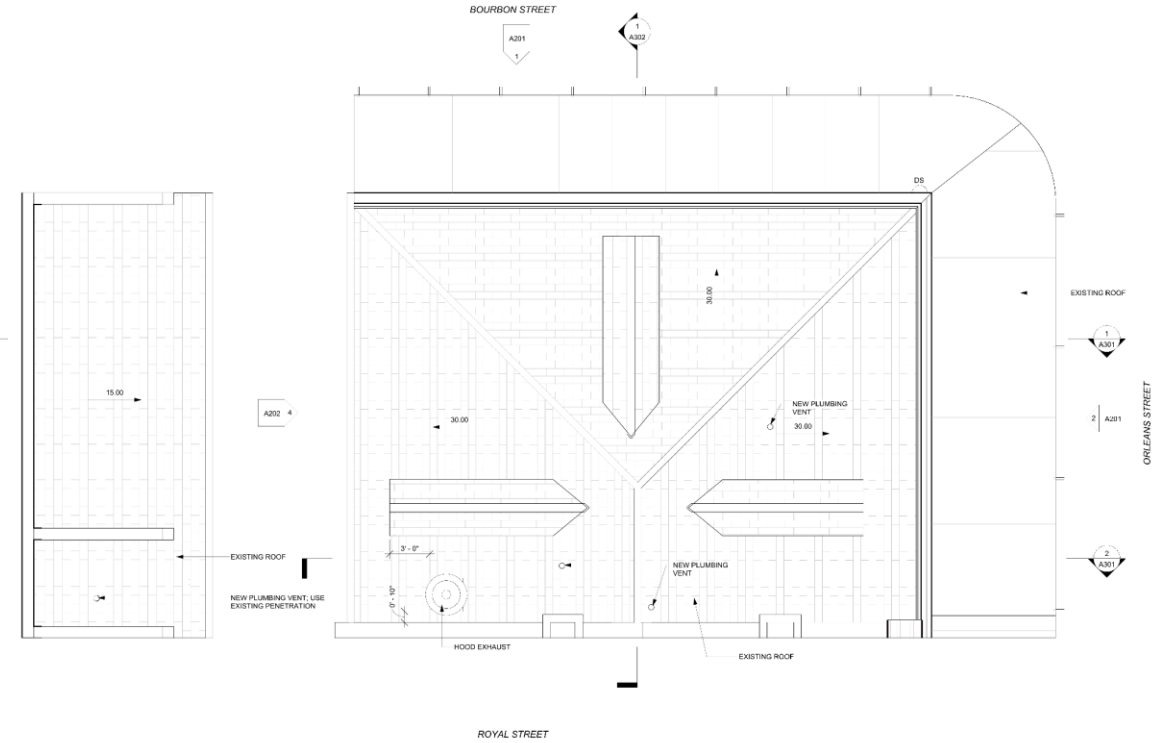 BOURBON STREET
A201
1
1
A302
DS
30.00
EXISTING ROOF
1
A301
15.00
A202 4
30.00
NEW PLUMBING
VENT
30.00
2 A201
ORLEANS STREET
3' - 0"
EXISTING ROOF
NEW PLUMBING VENT; USE
EXISTING PENETRATION
0' - 10"
NEW PLUMBING
VENT
2
A301
HOOD EXHAUST
EXISTING ROOF
ROYAL STREET